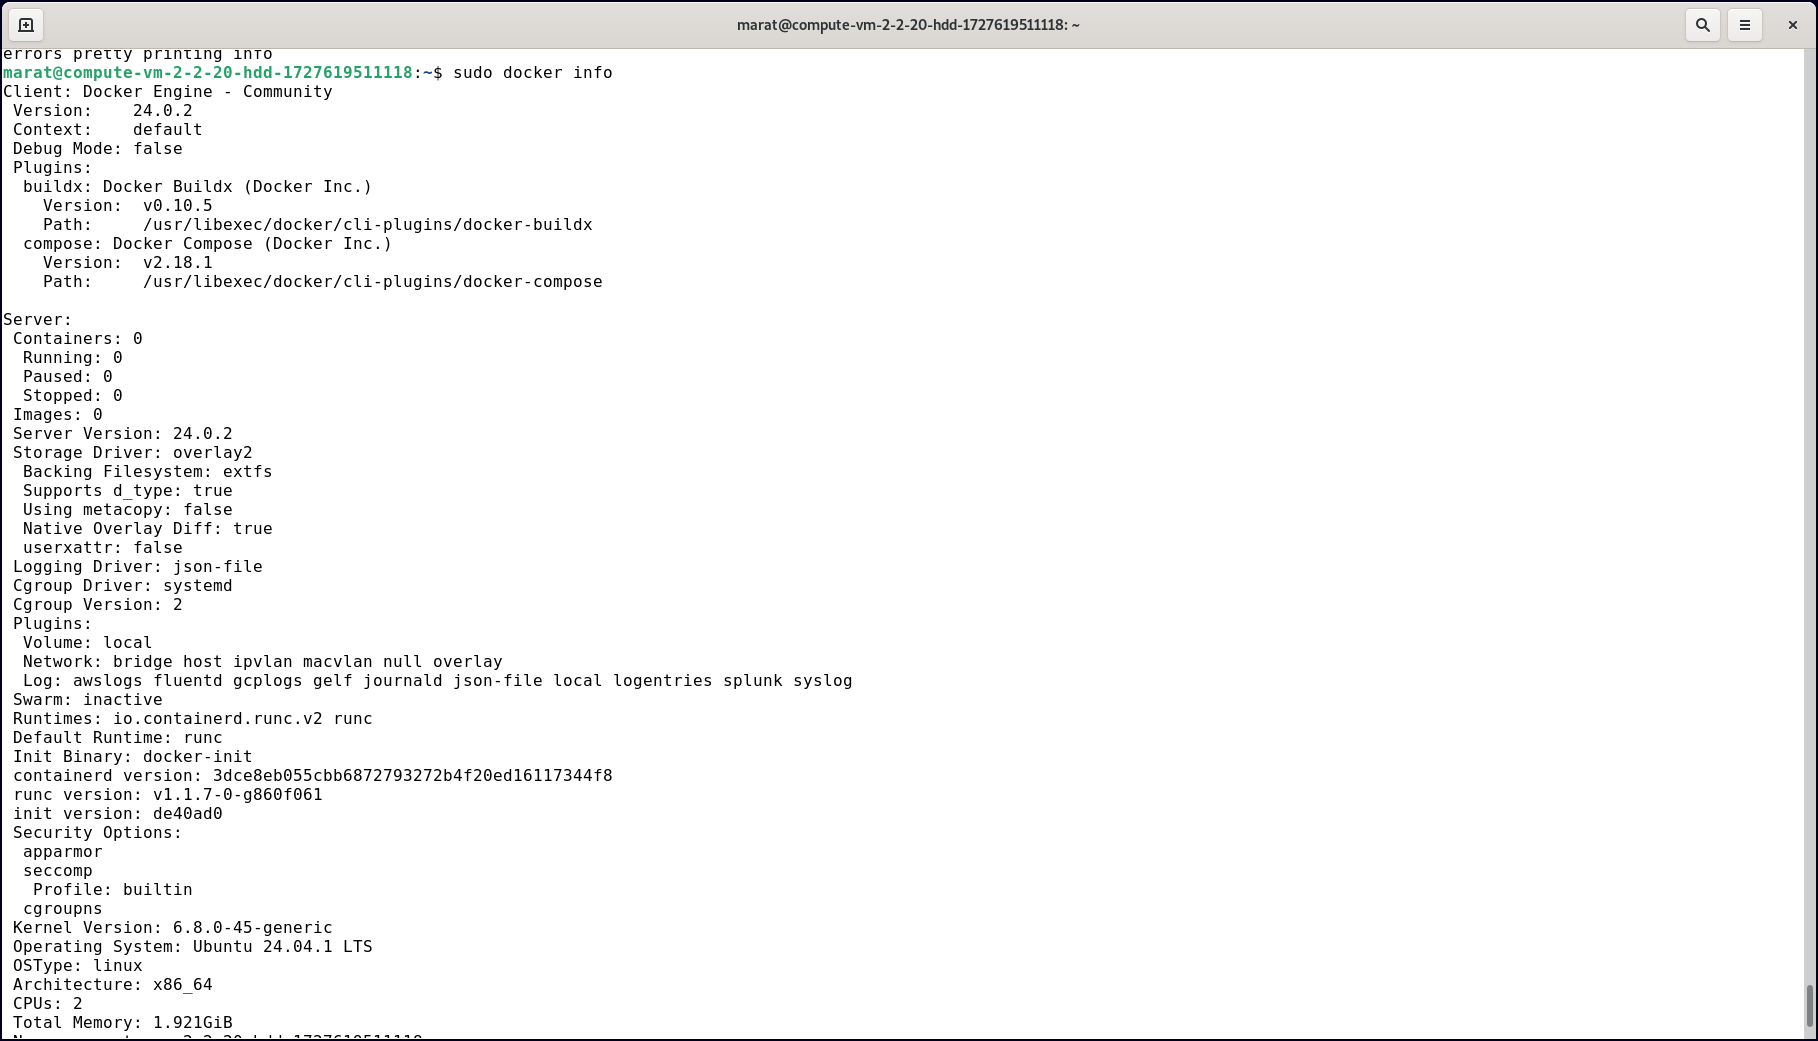 marat@compute-vm-2-2-20-hdd-1727619511118: ~
errors pretty printing info
marat@compute-vm-2-2-20-hdd-1727619511118:~$ sudo docker info
Client: Docker Engine - Community
 Version:    24.0.2
 Context:    default
 Debug Mode: false
 Plugins:
  buildx: Docker Buildx (Docker Inc.)
    Version:  v0.10.5
    Path:     /usr/libexec/docker/cli-plugins/docker-buildx
  compose: Docker Compose (Docker Inc.)
    Version:  v2.18.1
    Path:     /usr/libexec/docker/cli-plugins/docker-compose

Server:
 Containers: 0
  Running: 0
  Paused: 0
  Stopped: 0
 Images: 0
 Server Version: 24.0.2
 Storage Driver: overlay2
  Backing Filesystem: extfs
  Supports d_type: true
  Using metacopy: false
  Native Overlay Diff: true
  userxattr: false
 Logging Driver: json-file
 Cgroup Driver: systemd
 Cgroup Version: 2
 Plugins:
  Volume: local
  Network: bridge host ipvlan macvlan null overlay
  Log: awslogs fluentd gcplogs gelf journald json-file local logentries splunk syslog
 Swarm: inactive
 Runtimes: io.containerd.runc.v2 runc
 Default Runtime: runc
 Init Binary: docker-init
 containerd version: 3dce8eb055cbb6872793272b4f20ed16117344f8
 runc version: v1.1.7-0-g860f061
 init version: de40ad0
 Security Options:
  apparmor
  seccomp
   Profile: builtin
  cgroupns
 Kernel Version: 6.8.0-45-generic
 Operating System: Ubuntu 24.04.1 LTS
 OSType: linux
 Architecture: x86_64
 CPUs: 2
 Total Memory: 1.921GiB